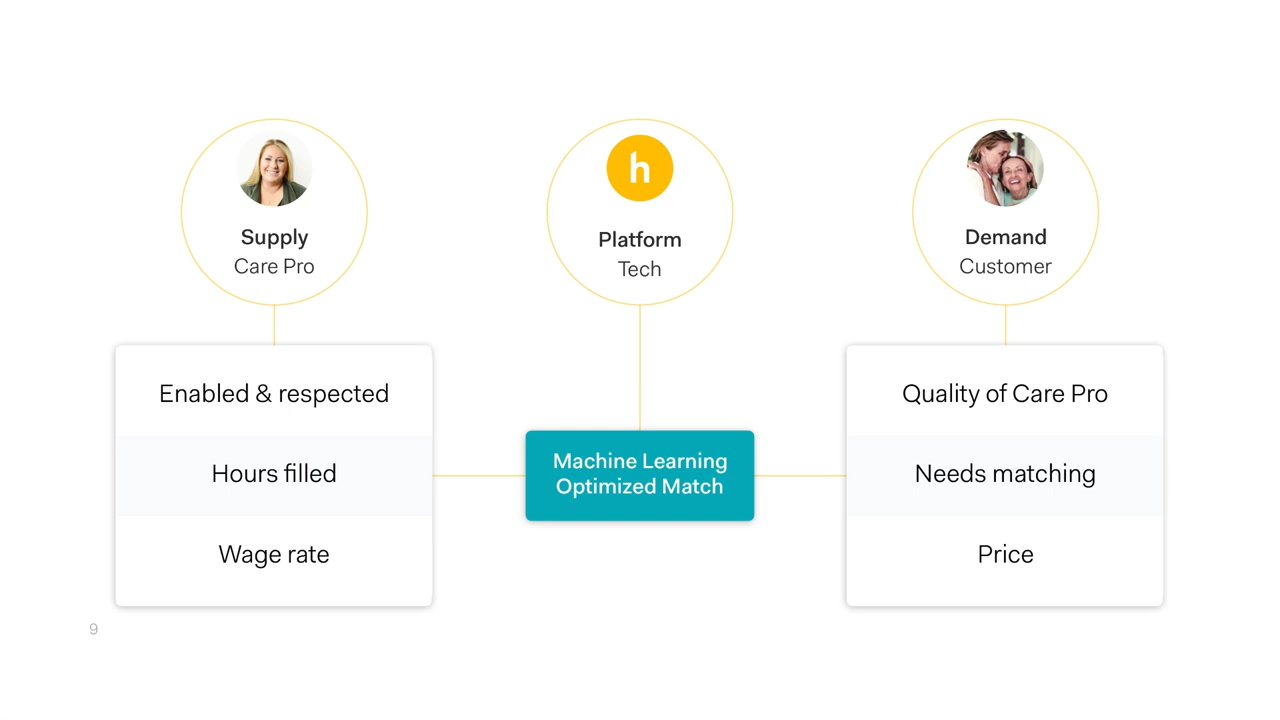 h
Supply
Care Pro
Platform
Tech
Demand
Customer
Enabled & respected
Hours filled
Wage rate
Machine Learning
Optimized Match
Quality of Care Pro
Needs matching
Price
9